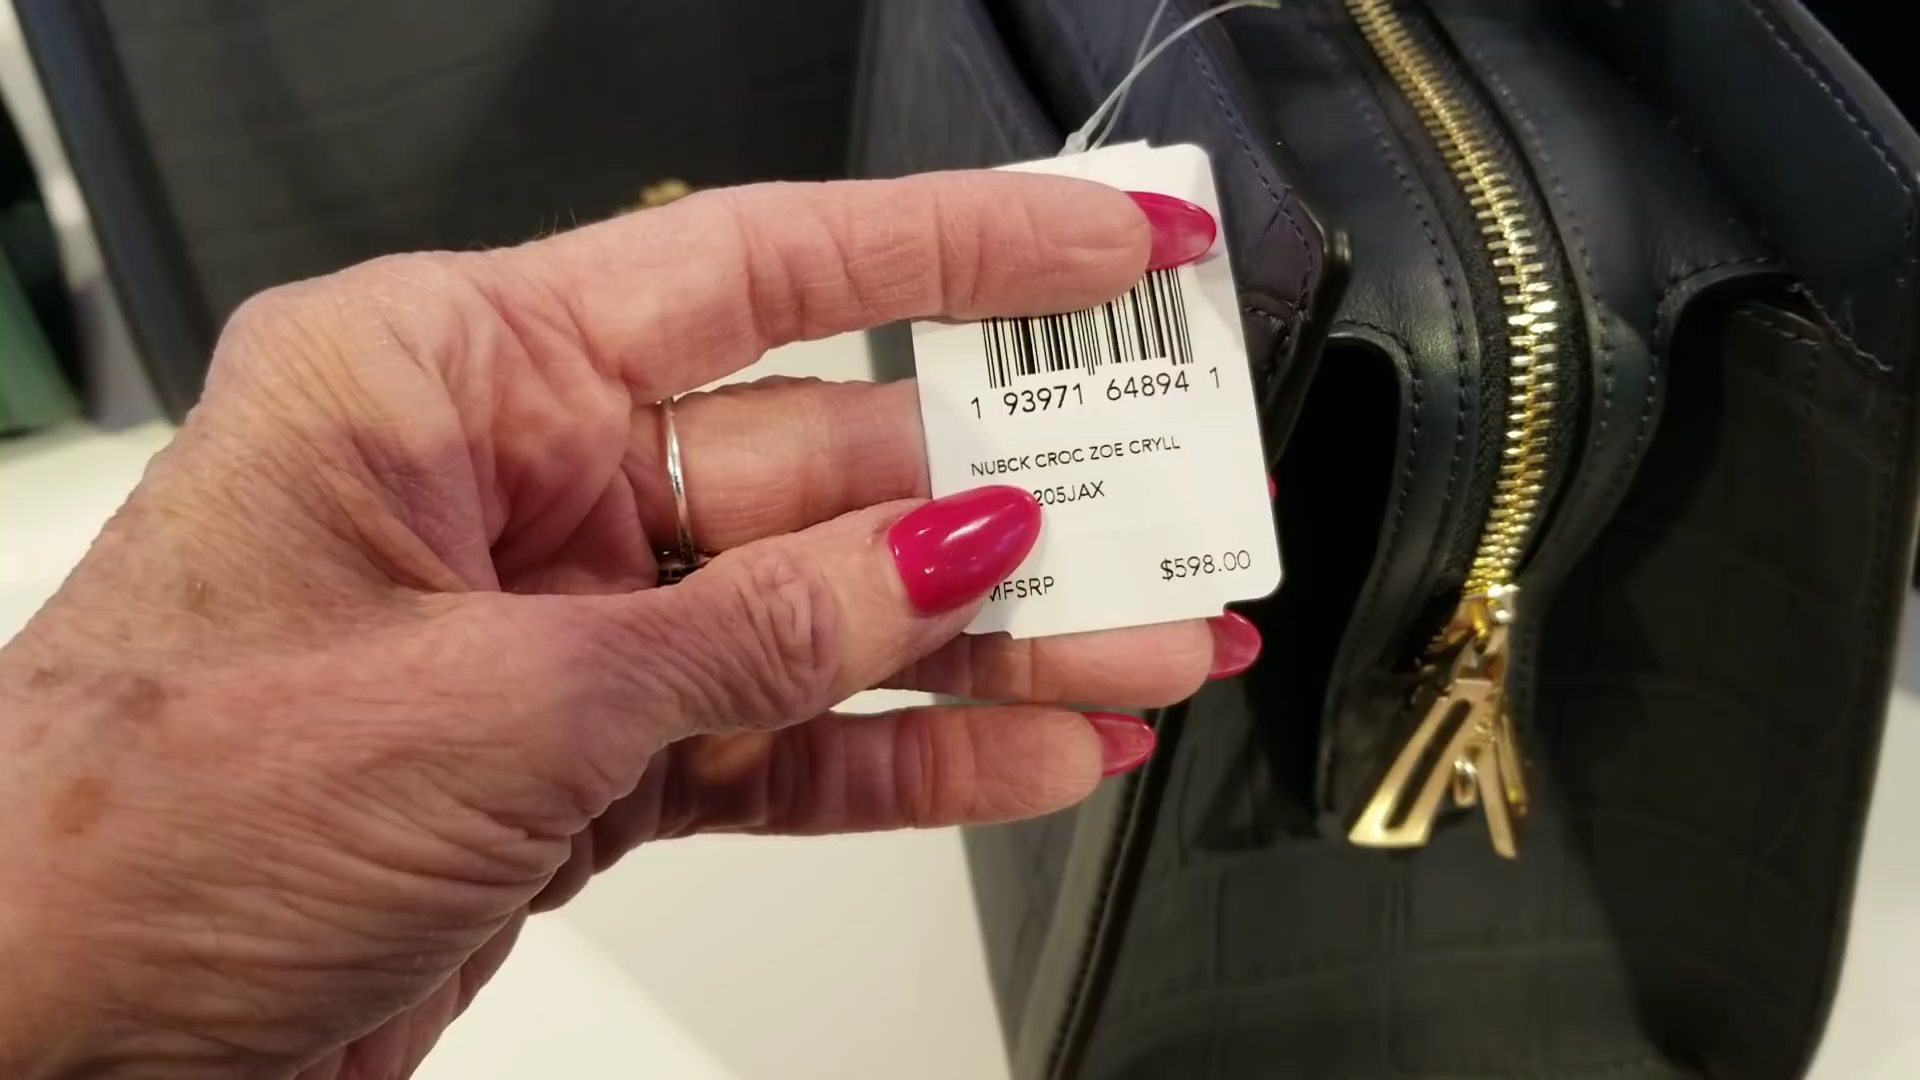 1 93971 64894 1
NUBCK CROC ZOE CRYLL
205JAX
MFSRP $598.00